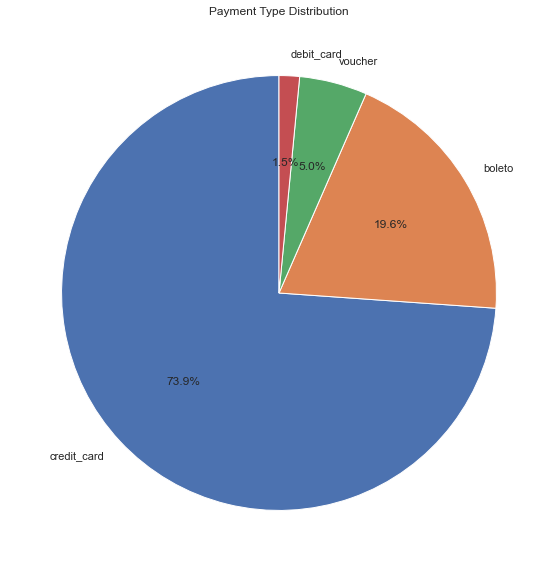 Payment Type Distribution
debit_card
voucher
boleto
1.5%
5.0%
19.6%
73.9%
credit_card